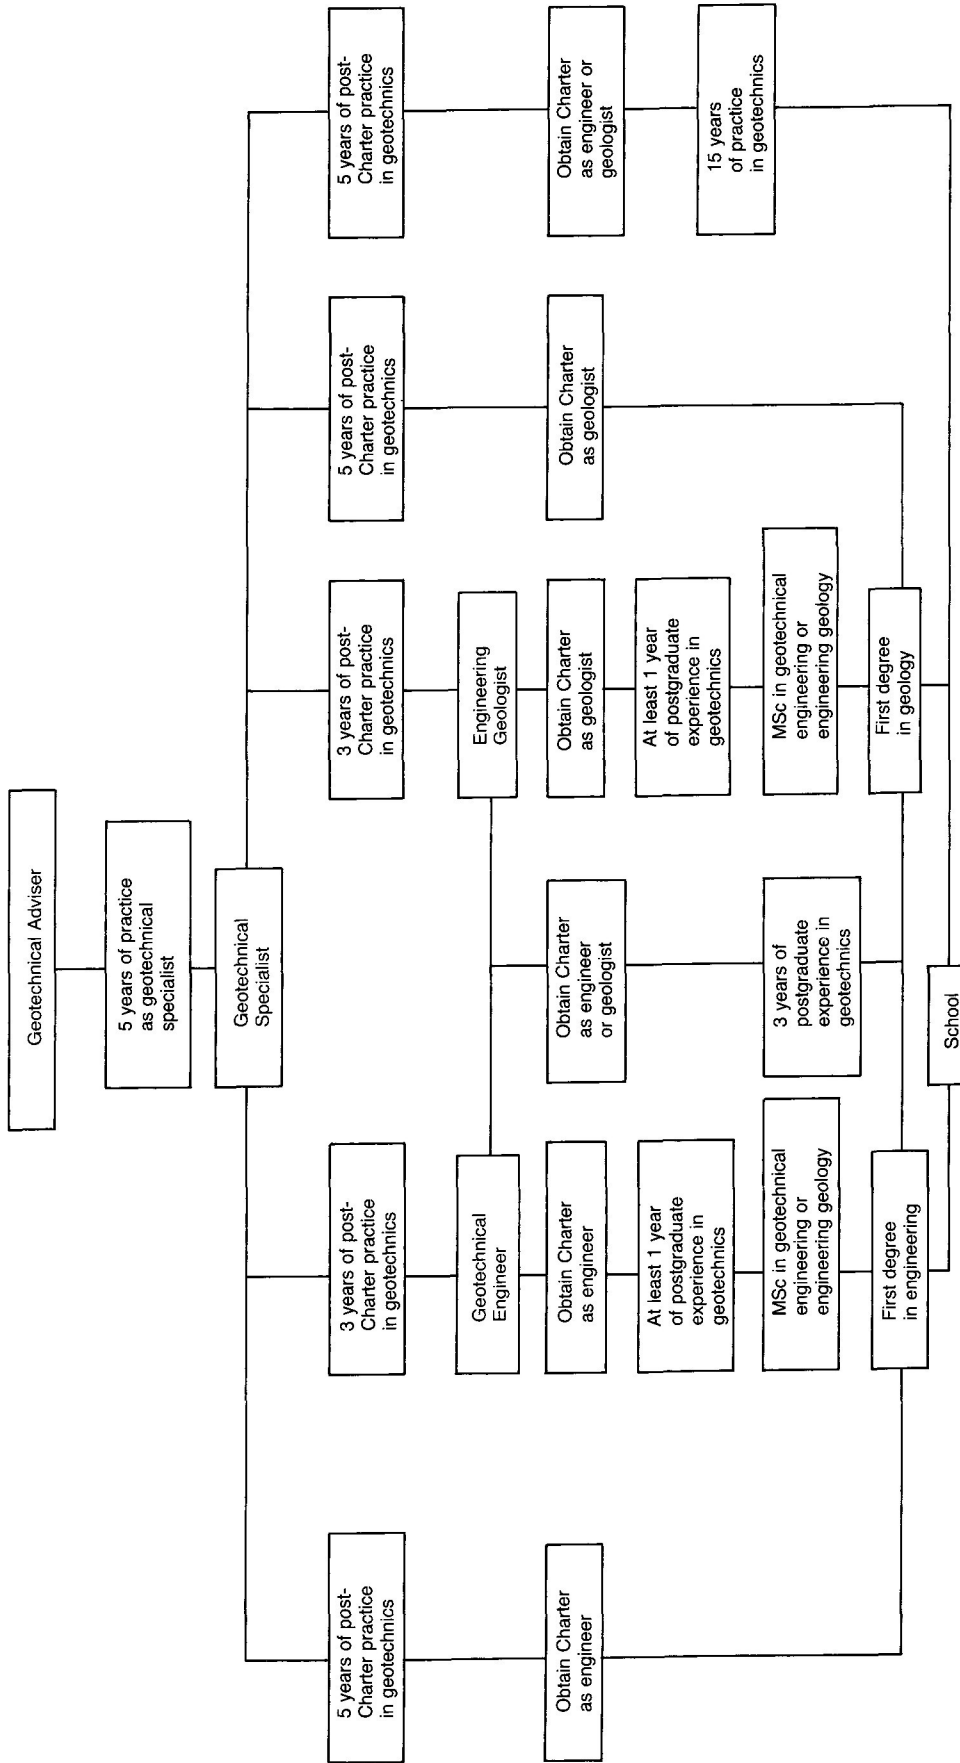 Geotechnical Adviser
5 years of practice
as geotechnical
specialist
Geotechnical
Specialist
5 years of post-
Charter practice
in geotechnics
3 years of post-
Charter practice
in geotechnics
3 years of post-
Charter practice
in geotechnics
5 years of post-
Charter practice
in geotechnics
5 years of post-
Charter practice
in geotechnics
Geotechnical
Engineer
Engineering
Geologist
Obtain Charter
as engineer
Obtain Charter
as engineer
Obtain Charter
as engineer
or geologist
Obtain Charter
as geologist
Obtain Charter
as geologist
Obtain Charter
as engineer or
geologist
At least 1 year
of postgraduate
experience in
geotechnics
At least 1 year
of postgraduate
experience in
geotechnics
15 years
of practice
in geotechnics
MSc in geotechnical
engineering or
engineering geology
3 years of
postgraduate
experience in
geotechnics
MSc in geotechnical
engineering or
engineering geology
First degree
in engineering
First degree
in geology
School